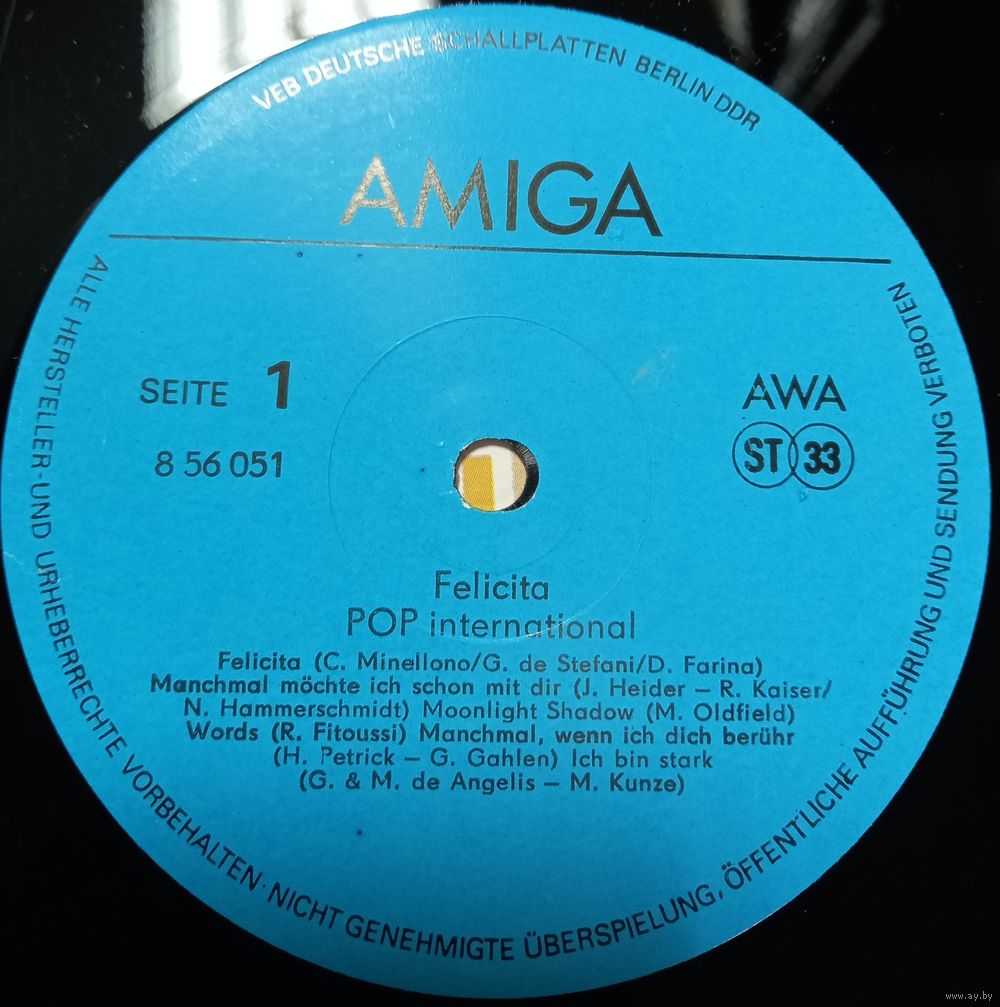 VEB DEUTSCHE SCHALLPLATTEN BERLIN DDR
AMIGA
SEITE 1
8 56 051
AWA
ST 33
Felicita
POP international
Felicita (C. Minellono/G. de Stefani/D. Farina)
Manchmal möchte ich schon mit dir (J. Heider – R. Kaiser/
N. Hammerschmidt) Moonlight Shadow (M. Oldfield)
Words (R. Fitoussi) Manchmal, wenn ich dich berühr
(H. Petrick – G. Gahlen) Ich bin stark
(G. & M. de Angelis – M. Kunze)
ALLE HERSTELLER- UND URHEBERRECHTE VORBEHALTEN · NICHT GENEHMIGTE ÜBERSPIELUNG, ÖFFENTLICHE AUFFÜHRUNG UND SENDUNG VERBOTEN
www.ay.by